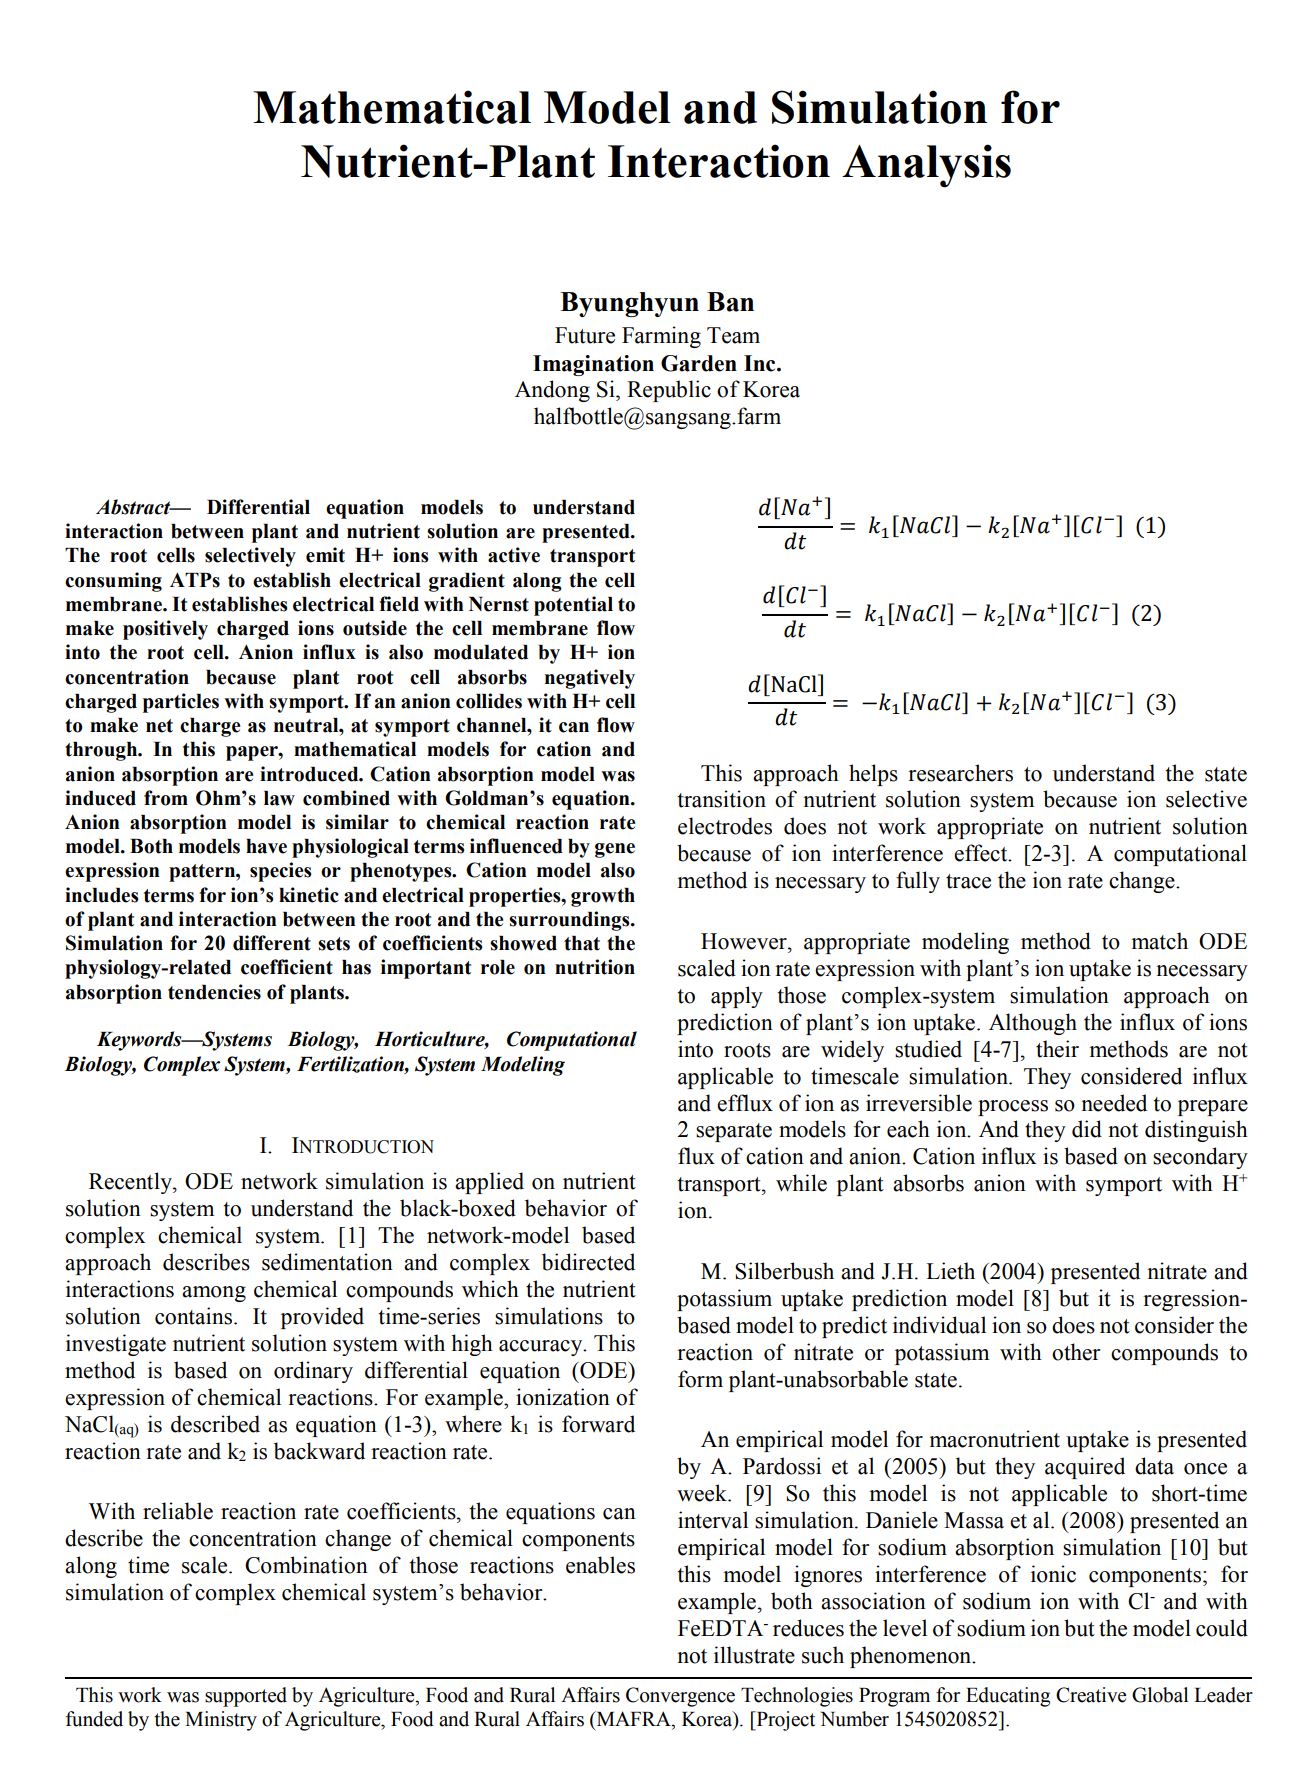 Mathematical Model and Simulation for
Nutrient-Plant Interaction Analysis
Byunghyun Ban
Future Farming Team
Imagination Garden Inc.
Andong Si, Republic of Korea
halfbottle@sangsang.farm
Abstract— Differential equation models to understand
interaction between plant and nutrient solution are presented.
The root cells selectively emit H+ ions with active transport
consuming ATPs to establish electrical gradient along the cell
membrane. It establishes electrical field with Nernst potential to
make positively charged ions outside the cell membrane flow
into the root cell. Anion influx is also modulated by H+ ion
concentration because plant root cell absorbs negatively
charged particles with symport. If an anion collides with H+ cell
to make net charge as neutral, at symport channel, it can flow
through. In this paper, mathematical models for cation and
anion absorption are introduced. Cation absorption model was
induced from Ohm's law combined with Goldman's equation.
Anion absorption model is similar to chemical reaction rate
model. Both models have physiological terms influenced by gene
expression pattern, species or phenotypes. Cation model also
includes terms for ion's kinetic and electrical properties, growth
of plant and interaction between the root and the surroundings.
Simulation for 20 different sets of coefficients showed that the
physiology-related coefficient has important role on nutrition
absorption tendencies of plants.
Keywords—Systems Biology, Horticulture, Computational
Biology, Complex System, Fertilization, System Modeling
I. INTRODUCTION
Recently, ODE network simulation is applied on nutrient
solution system to understand the black-boxed behavior of
complex chemical system. [1] The network-model based
approach describes sedimentation and complex bidirected
interactions among chemical compounds which the nutrient
solution contains. It provided time-series simulations to
investigate nutrient solution system with high accuracy. This
method is based on ordinary differential equation (ODE)
expression of chemical reactions. For example, ionization of
NaCl(aq) is described as equation (1-3), where k₁ is forward
reaction rate and k₂ is backward reaction rate.
With reliable reaction rate coefficients, the equations can
describe the concentration change of chemical components
along time scale. Combination of those reactions enables
simulation of complex chemical system's behavior.
d[Na⁺]/dt = k₁[NaCl] − k₂[Na⁺][Cl⁻] (1)
d[Cl⁻]/dt = k₁[NaCl] − k₂[Na⁺][Cl⁻] (2)
d[NaCl]/dt = −k₁[NaCl] + k₂[Na⁺][Cl⁻] (3)
This approach helps researchers to understand the state
transition of nutrient solution system because ion selective
electrodes does not work appropriate on nutrient solution
because of ion interference effect. [2-3]. A computational
method is necessary to fully trace the ion rate change.
However, appropriate modeling method to match ODE
scaled ion rate expression with plant's ion uptake is necessary
to apply those complex-system simulation approach on
prediction of plant's ion uptake. Although the influx of ions
into roots are widely studied [4-7], their methods are not
applicable to timescale simulation. They considered influx
and efflux of ion as irreversible process so needed to prepare
2 separate models for each ion. And they did not distinguish
flux of cation and anion. Cation influx is based on secondary
transport, while plant absorbs anion with symport with H⁺
ion.
M. Silberbush and J.H. Lieth (2004) presented nitrate and
potassium uptake prediction model [8] but it is regression-
based model to predict individual ion so does not consider the
reaction of nitrate or potassium with other compounds to
form plant-unabsorbable state.
An empirical model for macronutrient uptake is presented
by A. Pardossi et al (2005) but they acquired data once a
week. [9] So this model is not applicable to short-time
interval simulation. Daniele Massa et al. (2008) presented an
empirical model for sodium absorption simulation [10] but
this model ignores interference of ionic components; for
example, both association of sodium ion with Cl⁻ and with
FeEDTA⁻ reduces the level of sodium ion but the model could
not illustrate such phenomenon.
This work was supported by Agriculture, Food and Rural Affairs Convergence Technologies Program for Educating Creative Global Leader
funded by the Ministry of Agriculture, Food and Rural Affairs (MAFRA, Korea). [Project Number 1545020852].